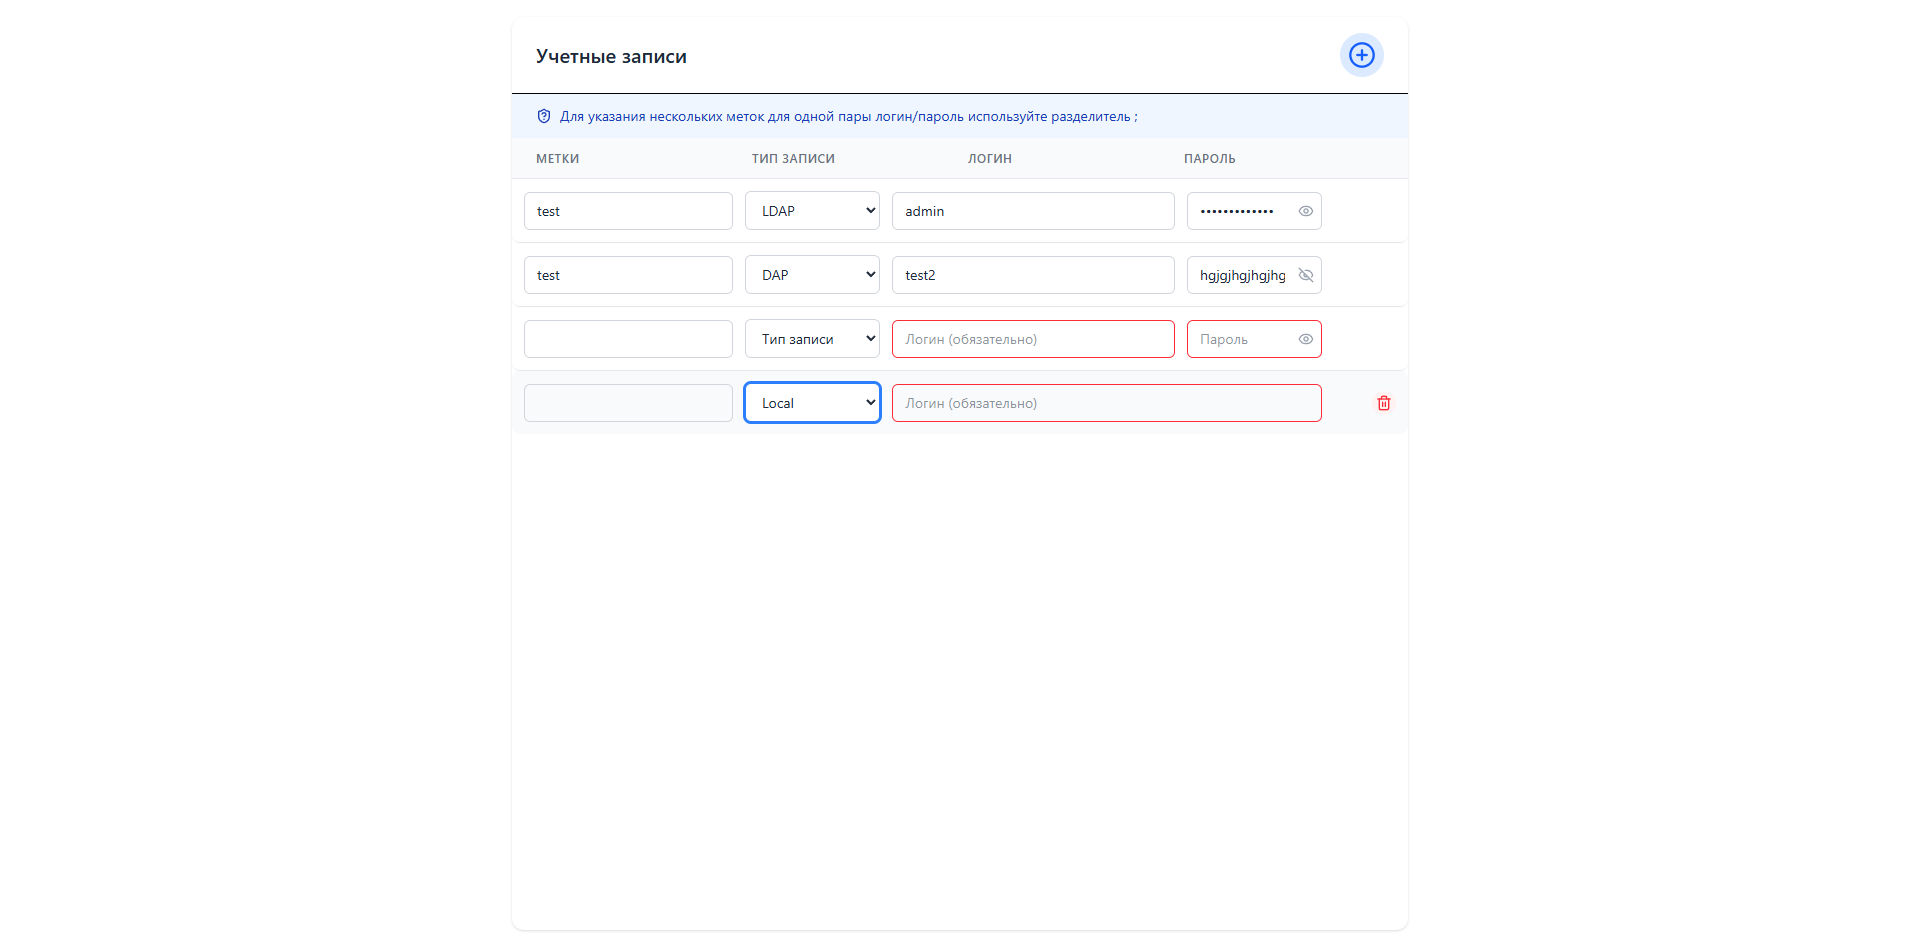 Учетные записи
Для указания нескольких меток для одной пары логин/пароль используйте разделитель ;
МЕТКИ ТИП ЗАПИСИ ЛОГИН ПАРОЛЬ
test LDAP admin •••••••••••••
test DAP test2 hgjgjhgjhgjhg
Тип записи Логин (обязательно) Пароль
Local Логин (обязательно)